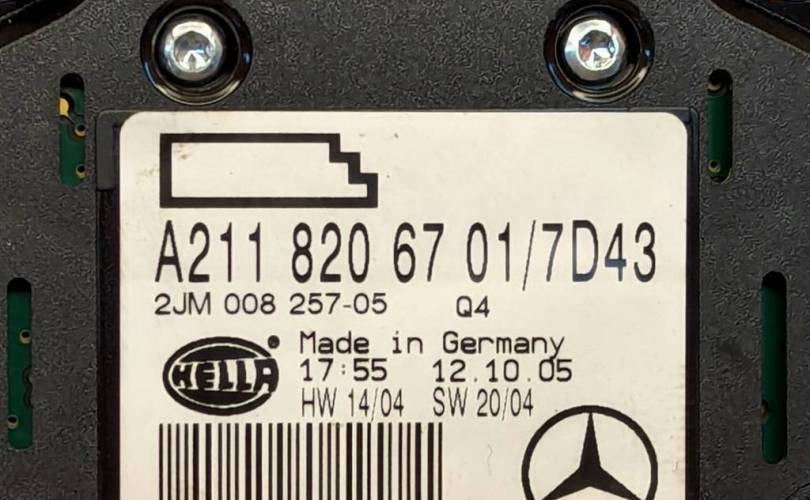 A211 820 67 01/7D43
2JM 008 257-05 Q4
HELLA ®
Made in Germany
17:55 12.10.05
HW 14/04 SW 20/04